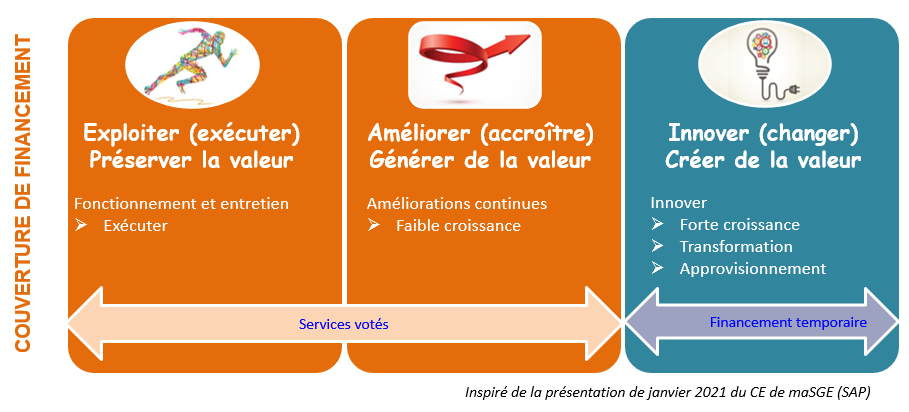 COUVERTURE DE FINANCEMENT
Exploiter (exécuter)
Préserver la valeur
Fonctionnement et entretien
➢ Exécuter
Améliorer (accroître)
Générer de la valeur
Améliorations continues
➢ Faible croissance
Innover (changer)
Créer de la valeur
Innover
➢ Forte croissance
➢ Transformation
➢ Approvisionnement
Services votés
Financement temporaire
Inspiré de la présentation de janvier 2021 du CE de maSGE (SAP)